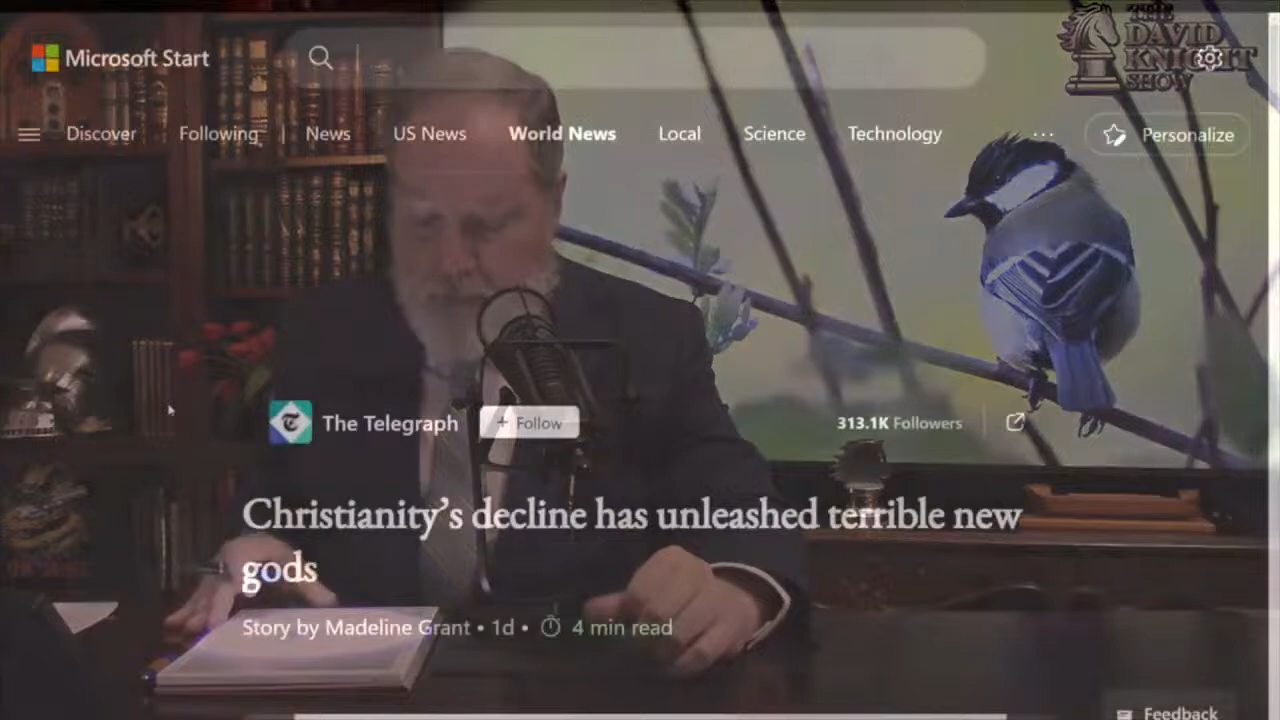 THE
DAVID
KNIGHT
SHOW
Microsoft Start
Discover Following News US News World News Local Science Technology ... Personalize
The Telegraph + Follow 313.1K Followers
Christianity's decline has unleashed terrible new
gods
Story by Madeline Grant • 1d • 4 min read
Feedback